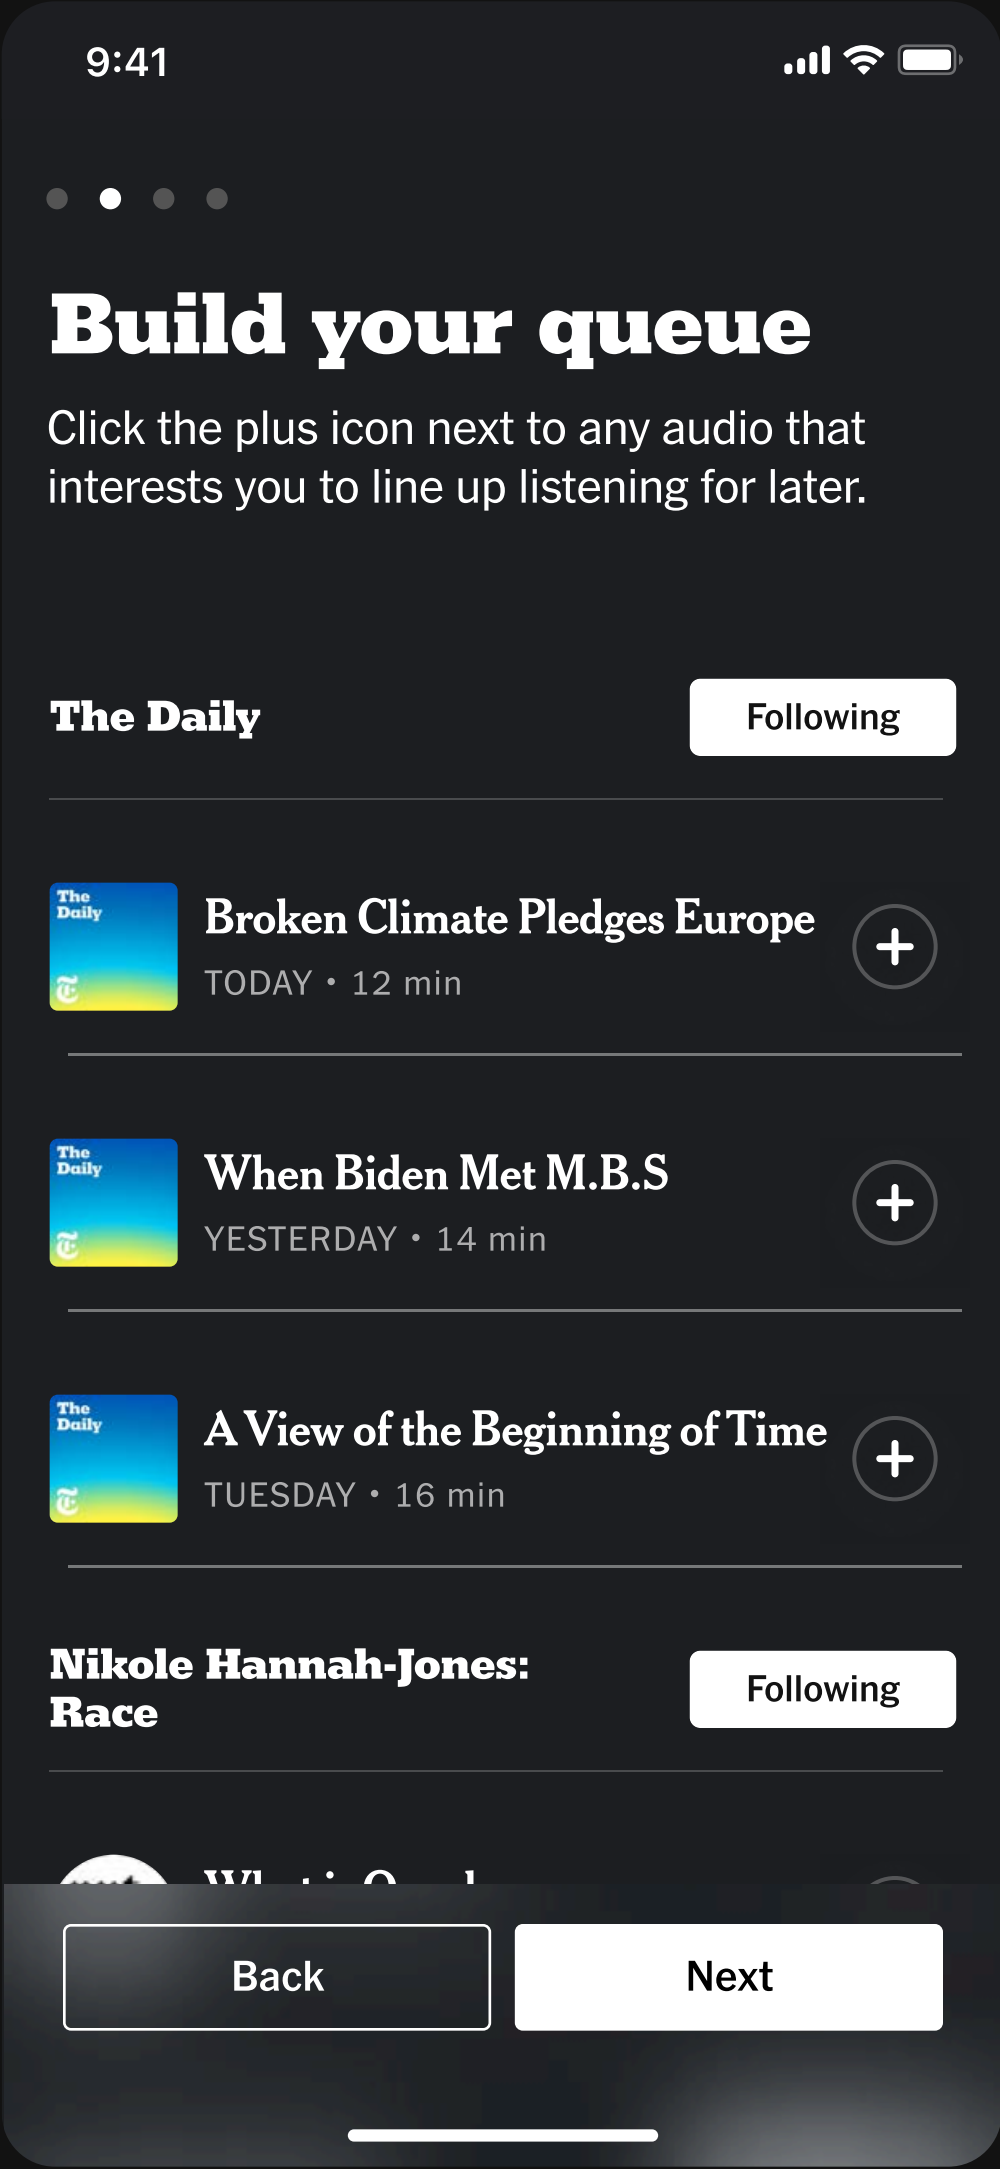 9:41
Build your queue
Click the plus icon next to any audio that
interests you to line up listening for later.
The Daily
Following
The
Daily
T
Broken Climate Pledges Europe
TODAY • 12 min
The
Daily
T
When Biden Met M.B.S
YESTERDAY • 14 min
The
Daily
T
A View of the Beginning of Time
TUESDAY • 16 min
Nikole Hannah-Jones:
Race
Following
Back
Next